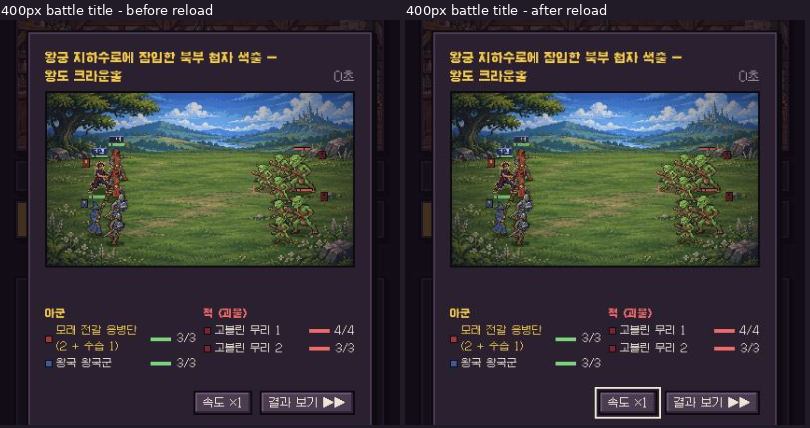 400px battle title - before reload
왕궁 지하수로에 잠입한 북부 첩자 색출 —
왕도 크라운홀
0초
아군
적 (괴물)
모래 전갈 용병단
(2 + 수습 1)
3/3
고블린 무리 1
4/4
고블린 무리 2
3/3
왕국 왕국군
3/3
속도 ×1
결과 보기 ▶▶
400px battle title - after reload
왕궁 지하수로에 잠입한 북부 첩자 색출 —
왕도 크라운홀
0초
아군
적 (괴물)
모래 전갈 용병단
(2 + 수습 1)
3/3
고블린 무리 1
4/4
고블린 무리 2
3/3
왕국 왕국군
3/3
속도 ×1
결과 보기 ▶▶